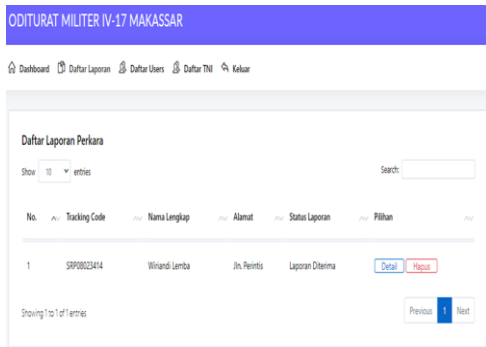 ODITURAT MILITER IV-17 MAKASSAR
Dashboard Daftar Laporan Daftar Users Daftar TNI Keluar
Daftar Laporan Perkara
Show 10 entries Search:
No. Tracking Code Nama Lengkap Alamat Status Laporan Pilihan
1 SRP08023414 Wiriandi Lemba Jln. Perintis Laporan Diterima Detail Hapus
Showing 1 to 1 of 1 entries Previous 1 Next